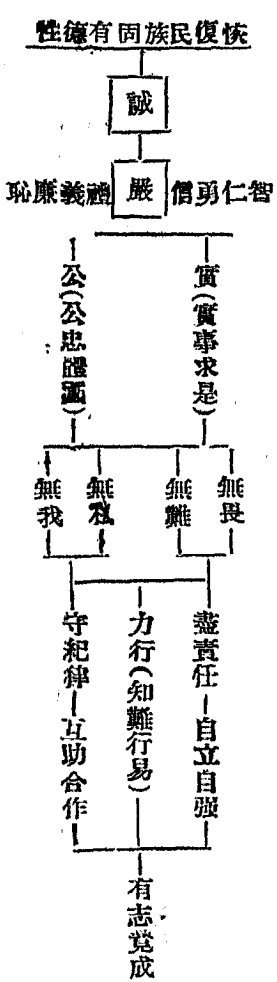 恢復民族固有德性
誠
智仁勇信嚴禮義廉恥
實(實事求是)
公(公忠體國)
無畏
無難
無私
無我
盡責任—自立自强
力行(知難行易)
守紀律—互助合作
有志竟成